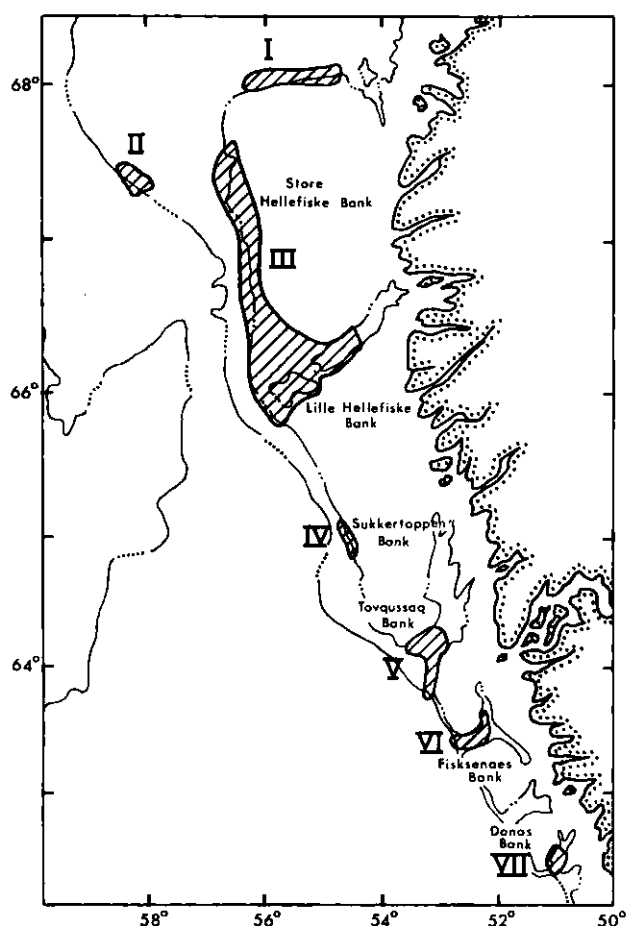 I
68°
II
Store
Hellefiske Bank
III
66°
Lille Hellefiske
Bank
IV
Sukkertoppen
Bank
Tovqussaq
Bank
64°
V
VI
Fisksenaes
Bank
Danas
Bank
VII
58°
56°
54°
52°
50°